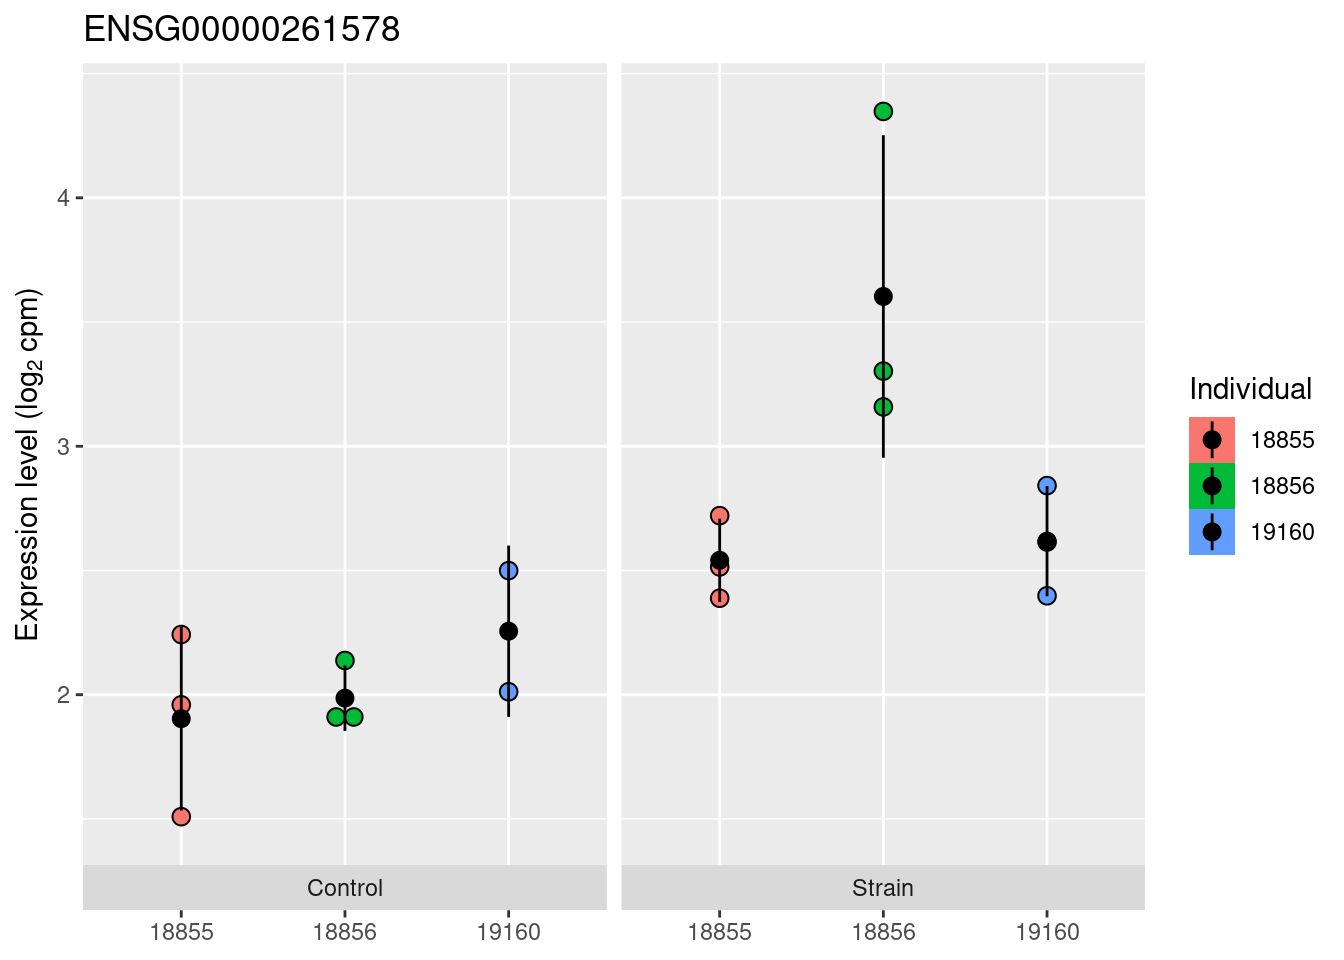 ENSG00000261578
Expression level (log₂ cpm)
4
3
2
Control
Strain
18855
18856
19160
18855
18856
19160
Individual
18855
18856
19160